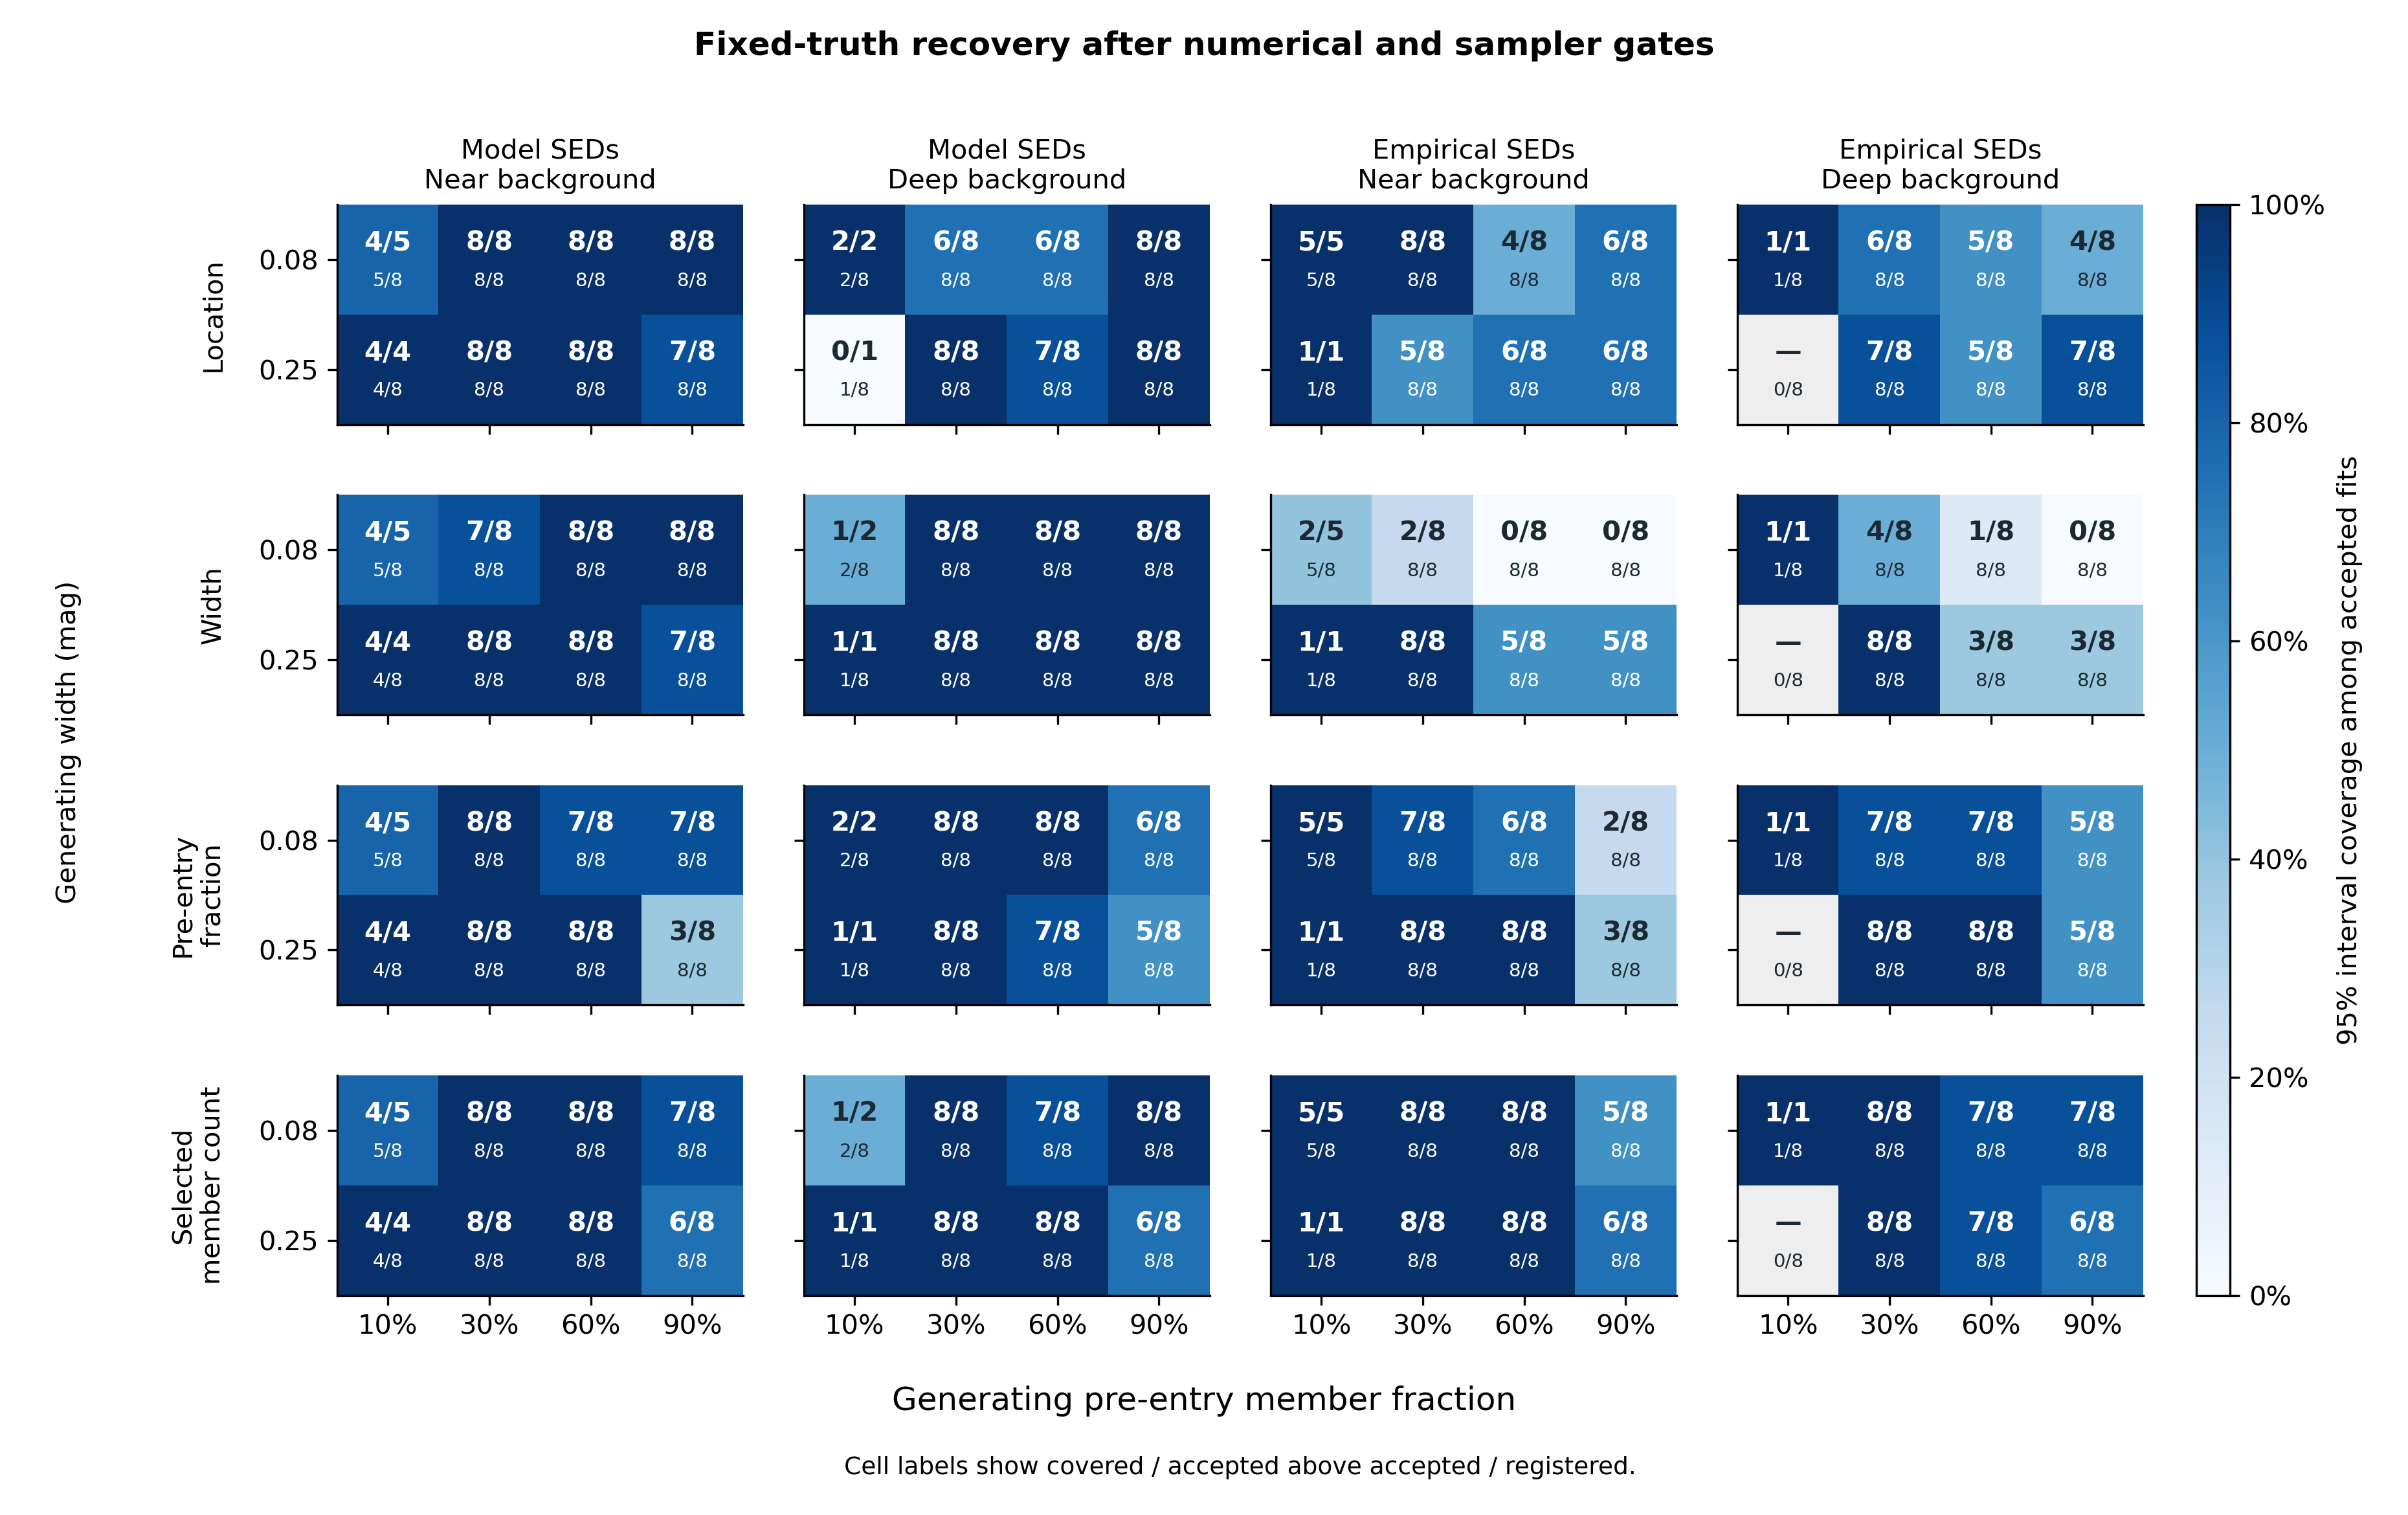 Fixed-truth recovery after numerical and sampler gates
Model SEDs
Near background
Model SEDs
Deep background
Empirical SEDs
Near background
Empirical SEDs
Deep background
Generating width (mag)
Location
0.08
4/5 8/8 8/8 8/8 2/2 6/8 6/8 8/8 5/5 8/8 4/8 6/8 1/1 6/8 5/8 4/8
5/8 8/8 8/8 8/8 2/8 8/8 8/8 8/8 5/8 8/8 8/8 8/8 1/8 8/8 8/8 8/8
0.25
4/4 8/8 8/8 7/8 0/1 8/8 7/8 8/8 1/1 5/8 6/8 6/8 — 7/8 5/8 7/8
4/8 8/8 8/8 8/8 1/8 8/8 8/8 8/8 1/8 8/8 8/8 8/8 0/8 8/8 8/8 8/8
Width
0.08
4/5 7/8 8/8 8/8 1/2 8/8 8/8 8/8 2/5 2/8 0/8 0/8 1/1 4/8 1/8 0/8
5/8 8/8 8/8 8/8 2/8 8/8 8/8 8/8 5/8 8/8 8/8 8/8 1/8 8/8 8/8 8/8
0.25
4/4 8/8 8/8 7/8 1/1 8/8 8/8 8/8 1/1 8/8 5/8 5/8 — 8/8 3/8 3/8
4/8 8/8 8/8 8/8 1/8 8/8 8/8 8/8 1/8 8/8 8/8 8/8 0/8 8/8 8/8 8/8
Pre-entry
fraction
0.08
4/5 8/8 7/8 7/8 2/2 8/8 8/8 6/8 5/5 7/8 6/8 2/8 1/1 7/8 7/8 5/8
5/8 8/8 8/8 8/8 2/8 8/8 8/8 8/8 5/8 8/8 8/8 8/8 1/8 8/8 8/8 8/8
0.25
4/4 8/8 8/8 3/8 1/1 8/8 7/8 5/8 1/1 8/8 8/8 3/8 — 8/8 8/8 5/8
4/8 8/8 8/8 8/8 1/8 8/8 8/8 8/8 1/8 8/8 8/8 8/8 0/8 8/8 8/8 8/8
Selected
member count
0.08
4/5 8/8 8/8 7/8 1/2 8/8 7/8 8/8 5/5 8/8 8/8 5/8 1/1 8/8 7/8 7/8
5/8 8/8 8/8 8/8 2/8 8/8 8/8 8/8 5/8 8/8 8/8 8/8 1/8 8/8 8/8 8/8
0.25
4/4 8/8 8/8 6/8 1/1 8/8 8/8 6/8 1/1 8/8 8/8 6/8 — 8/8 7/8 6/8
4/8 8/8 8/8 8/8 1/8 8/8 8/8 8/8 1/8 8/8 8/8 8/8 0/8 8/8 8/8 8/8
10% 30% 60% 90% 10% 30% 60% 90% 10% 30% 60% 90% 10% 30% 60% 90%
Generating pre-entry member fraction
Cell labels show covered / accepted above accepted / registered.
100%
80%
60%
40%
20%
0%
95% interval coverage among accepted fits